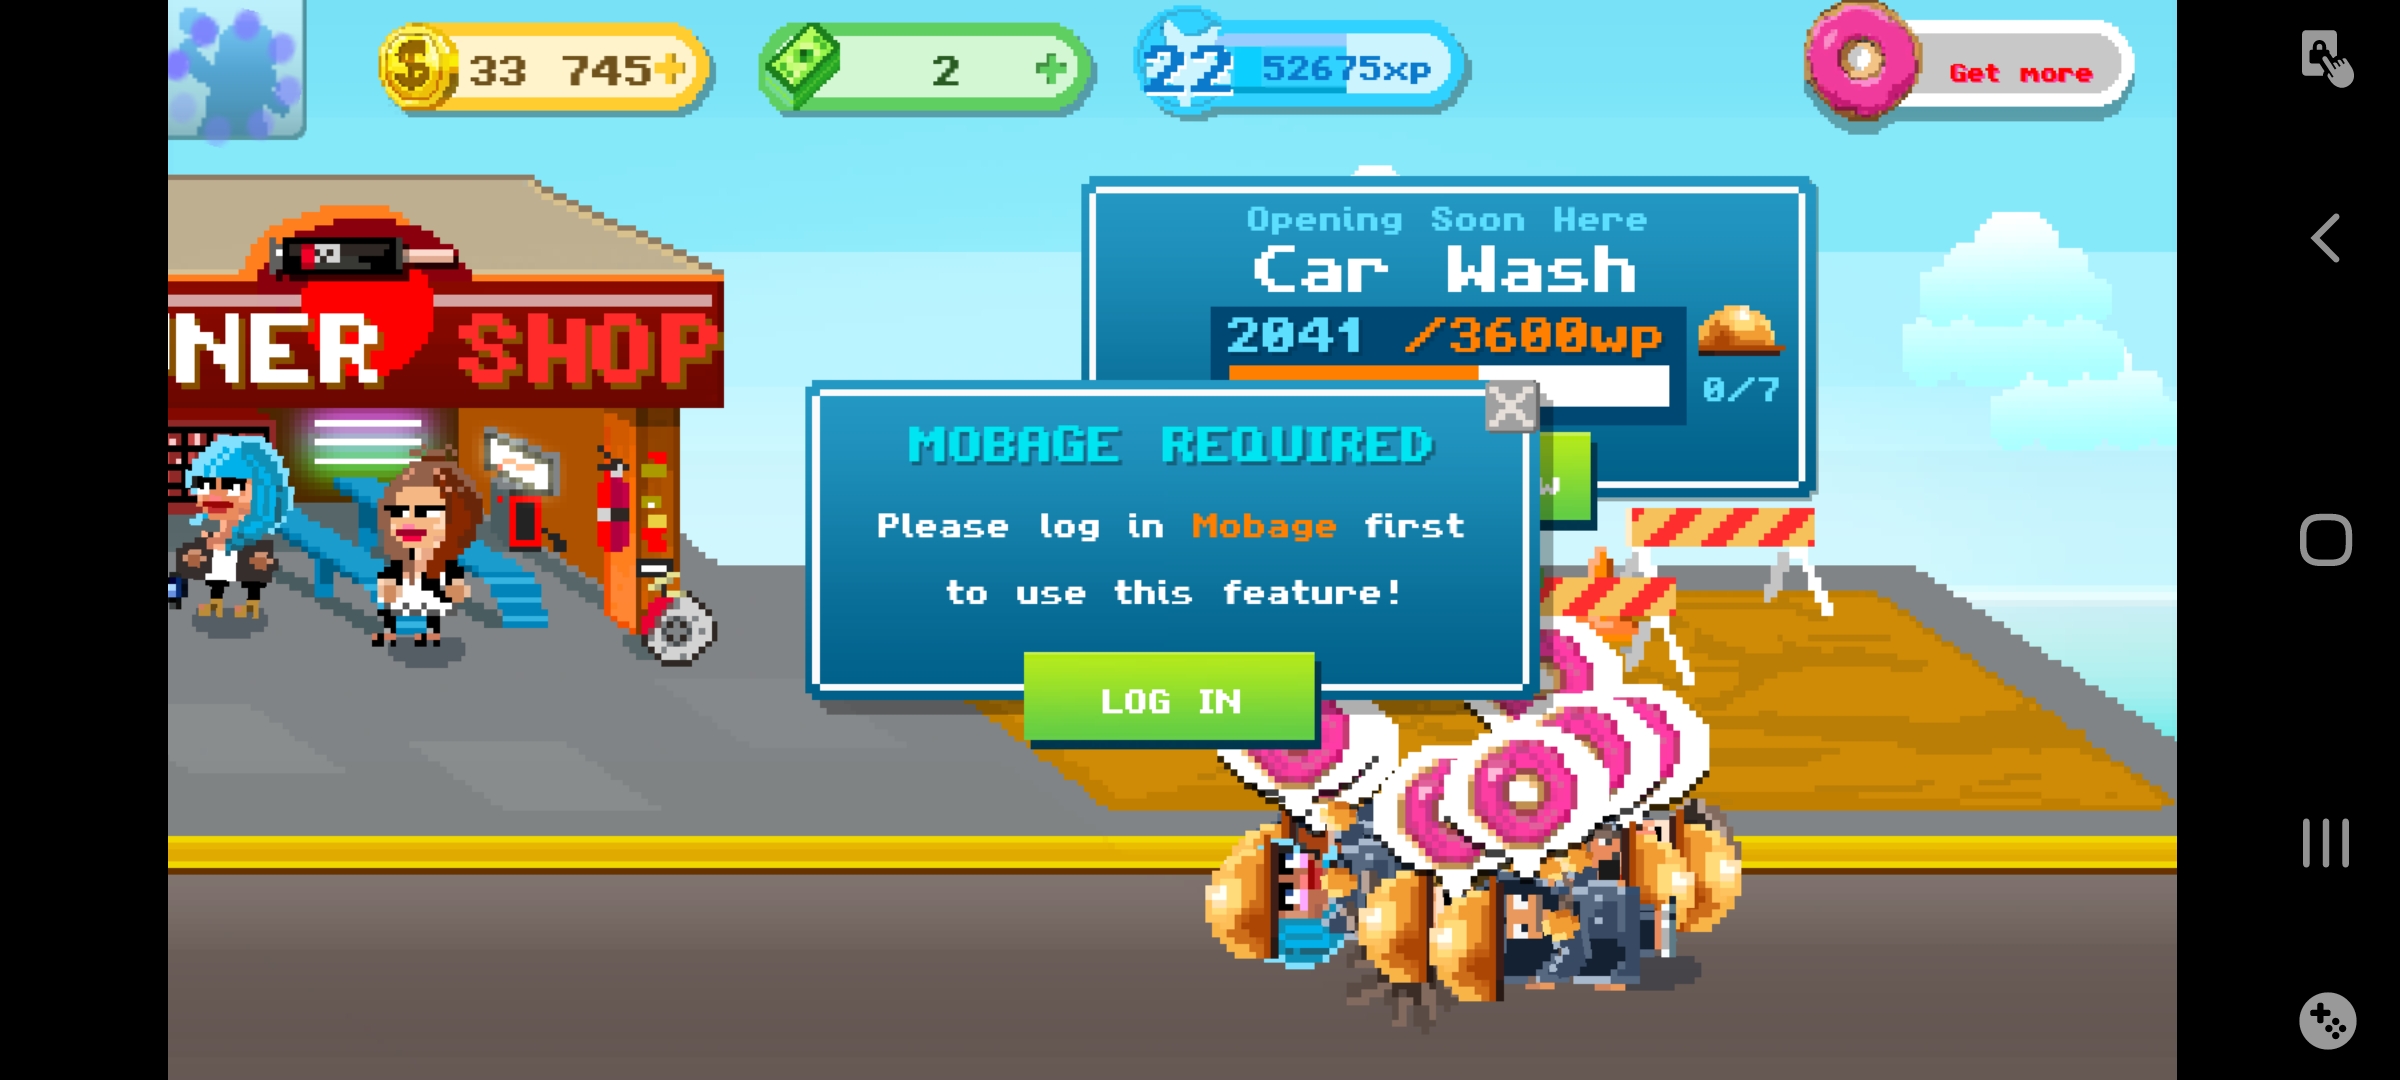 33 745+
2 +
22 52675xp
Get more
Opening Soon Here
Car Wash
2041 /3600wp
0/7
NER SHOP
MOBAGE REQUIRED
Please log in Mobage first
to use this feature!
W
LOG IN